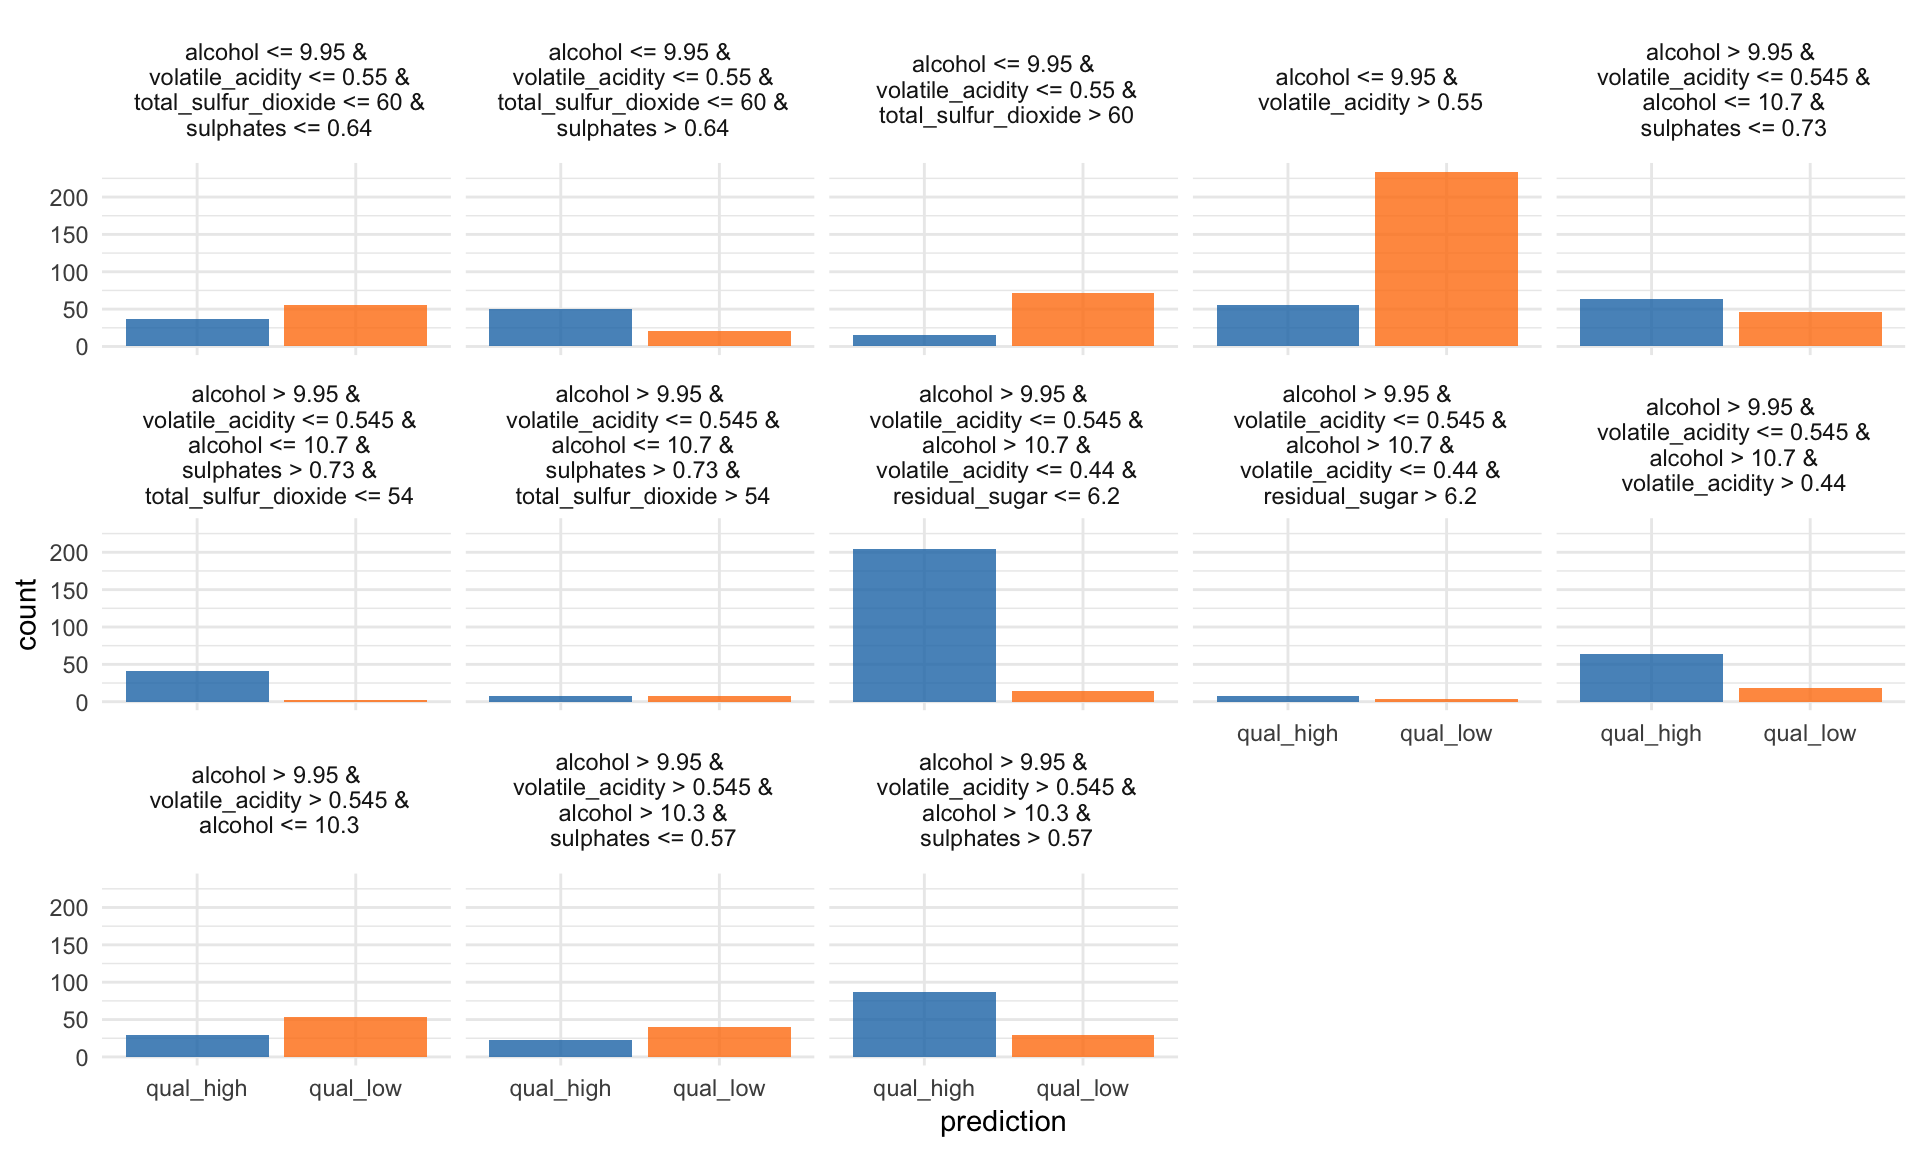 alcohol <= 9.95 &
volatile_acidity <= 0.55 &
total_sulfur_dioxide <= 60 &
sulphates <= 0.64
alcohol <= 9.95 &
volatile_acidity <= 0.55 &
total_sulfur_dioxide <= 60 &
sulphates > 0.64
alcohol <= 9.95 &
volatile_acidity <= 0.55 &
total_sulfur_dioxide > 60
alcohol <= 9.95 &
volatile_acidity > 0.55
alcohol > 9.95 &
volatile_acidity <= 0.545 &
alcohol <= 10.7 &
sulphates <= 0.73
200
150
100
50
0
alcohol > 9.95 &
volatile_acidity <= 0.545 &
alcohol <= 10.7 &
sulphates > 0.73 &
total_sulfur_dioxide <= 54
alcohol > 9.95 &
volatile_acidity <= 0.545 &
alcohol <= 10.7 &
sulphates > 0.73 &
total_sulfur_dioxide > 54
alcohol > 9.95 &
volatile_acidity <= 0.545 &
alcohol > 10.7 &
volatile_acidity <= 0.44 &
residual_sugar <= 6.2
alcohol > 9.95 &
volatile_acidity <= 0.545 &
alcohol > 10.7 &
volatile_acidity <= 0.44 &
residual_sugar > 6.2
alcohol > 9.95 &
volatile_acidity <= 0.545 &
alcohol > 10.7 &
volatile_acidity > 0.44
count
200
150
100
50
0
qual_high qual_low
qual_high qual_low
alcohol > 9.95 &
volatile_acidity > 0.545 &
alcohol <= 10.3
alcohol > 9.95 &
volatile_acidity > 0.545 &
alcohol > 10.3 &
sulphates <= 0.57
alcohol > 9.95 &
volatile_acidity > 0.545 &
alcohol > 10.3 &
sulphates > 0.57
200
150
100
50
0
qual_high qual_low
qual_high qual_low
qual_high qual_low
prediction